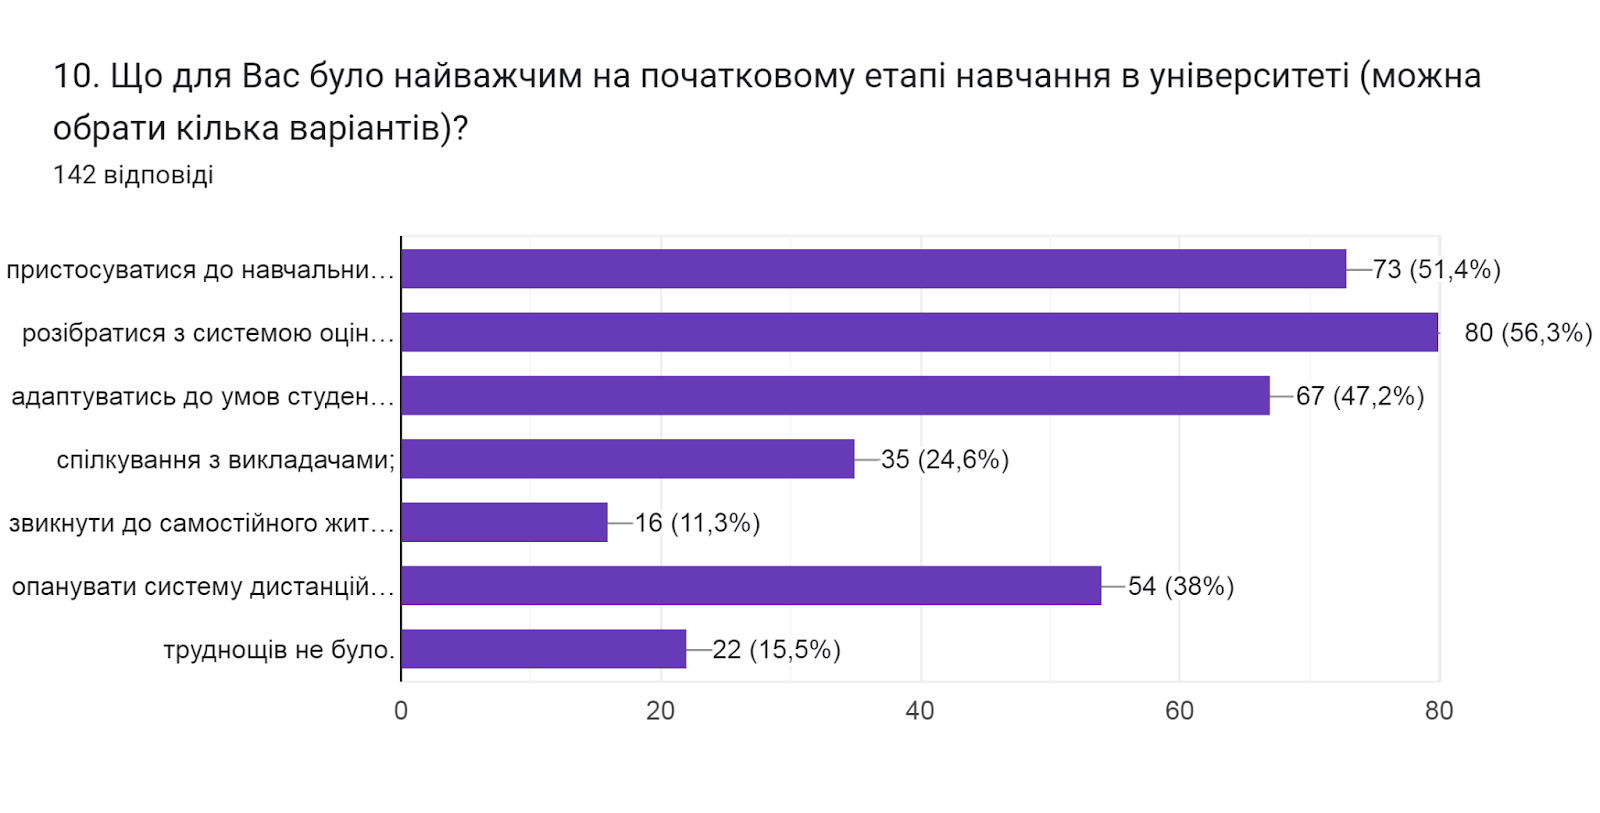 10. Що для Вас було найважчим на початковому етапі навчання в університеті (можна
обрати кілька варіантів)?
142 відповіді
пристосуватися до навчальни… 73 (51,4%)
розібратися з системою оцін… 80 (56,3%)
адаптуватись до умов студен… 67 (47,2%)
спілкування з викладачами; 35 (24,6%)
звикнути до самостійного жит… 16 (11,3%)
опанувати систему дистанцій… 54 (38%)
труднощів не було. 22 (15,5%)
0 20 40 60 80